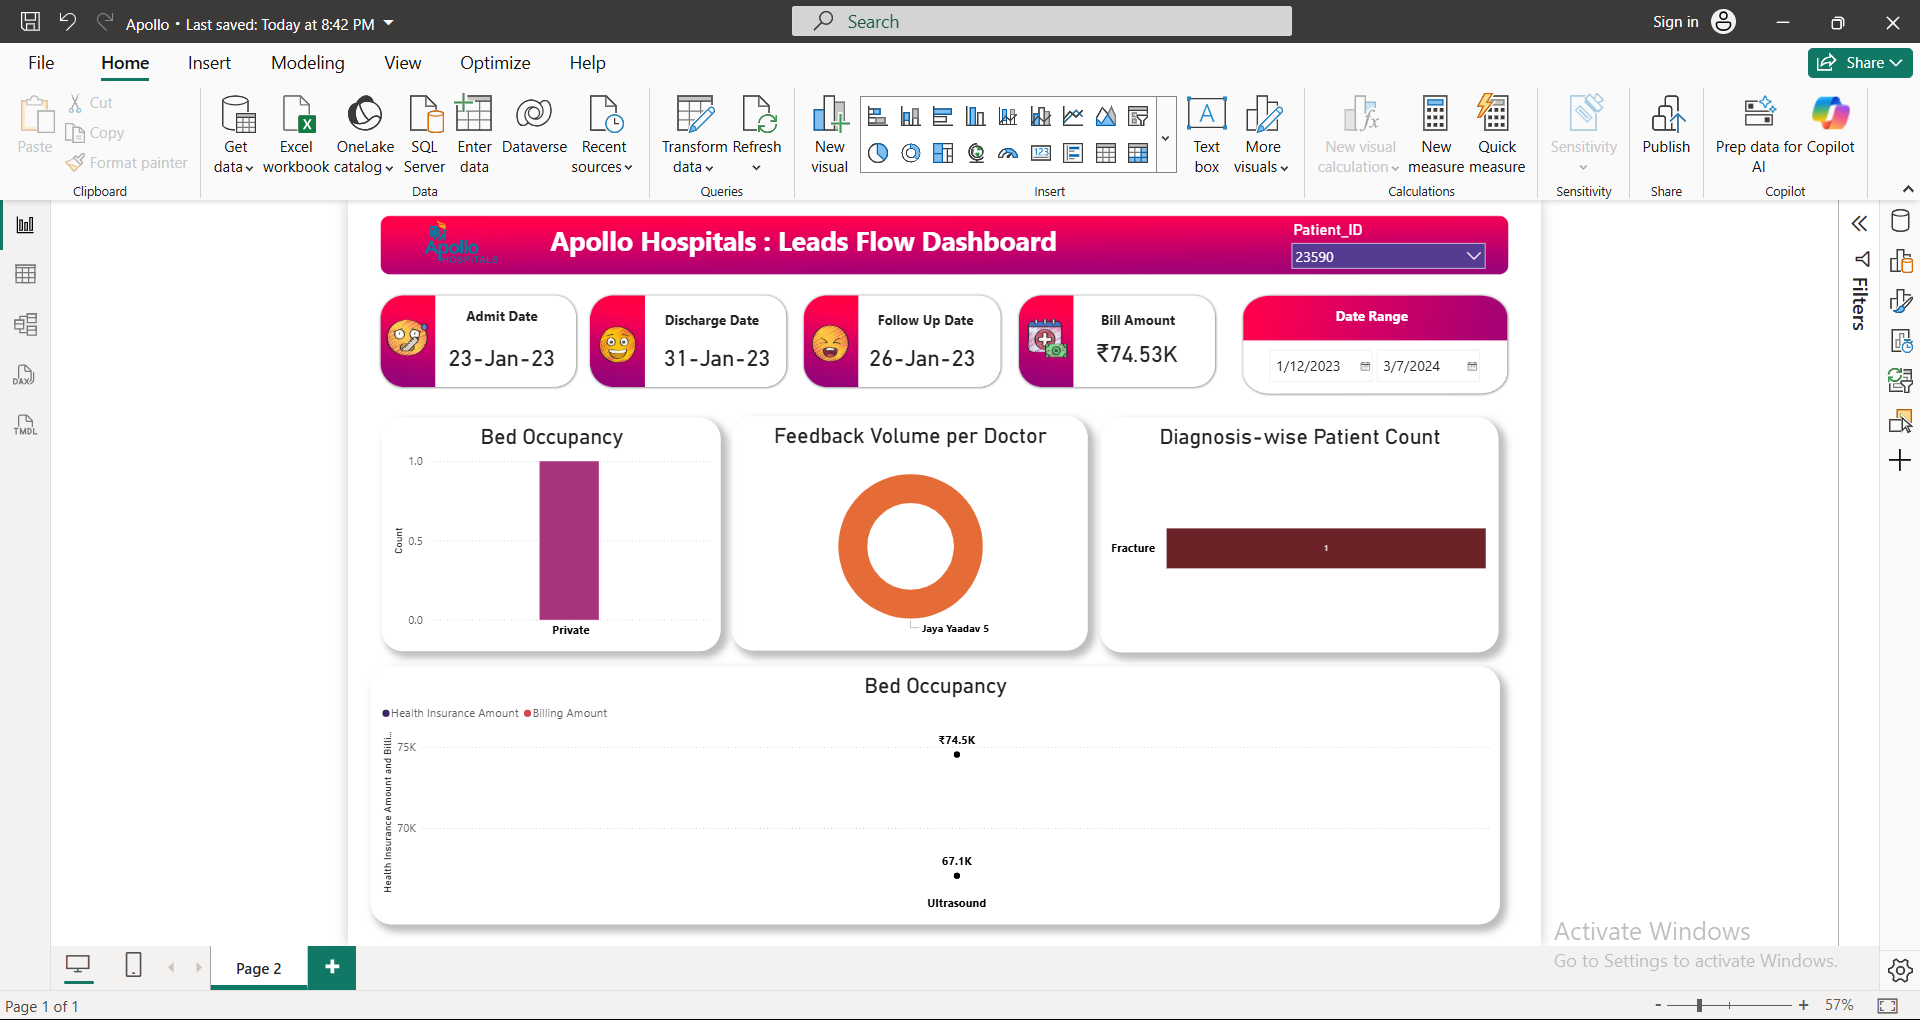 Apollo • Last saved: Today at 8:42 PM
Search
Sign in
File Home Insert Modeling View Optimize Help
Share
Paste
Cut
Copy
Format painter
Clipboard
Get data
Excel workbook
OneLake catalog
SQL Server
Enter data
Dataverse
Recent sources
Data
Transform data
Refresh
Queries
New visual
123
A
Text box
More visuals
Insert
fx
New visual calculation
New measure
Quick measure
Calculations
Sensitivity
Sensitivity
Publish
Share
Prep data for AI
Copilot
Copilot
DAX
TMDL
Apollo
HOSPITALS
Apollo Hospitals : Leads Flow Dashboard
Patient_ID
23590
Admit Date
23-Jan-23
Discharge Date
31-Jan-23
Follow Up Date
26-Jan-23
Bill Amount
₹74.53K
Date Range
1/12/2023
3/7/2024
Filters
Bed Occupancy
Count
1.0
0.5
0.0
Private
Feedback Volume per Doctor
Jaya Yaadav 5
Diagnosis-wise Patient Count
Fracture
1
Bed Occupancy
Health Insurance Amount
Billing Amount
Health Insurance Amount and Billi...
75K
70K
₹74.5K
67.1K
Ultrasound
Activate Windows
Go to Settings to activate Windows.
Page 2
+
Page 1 of 1
- + 57%